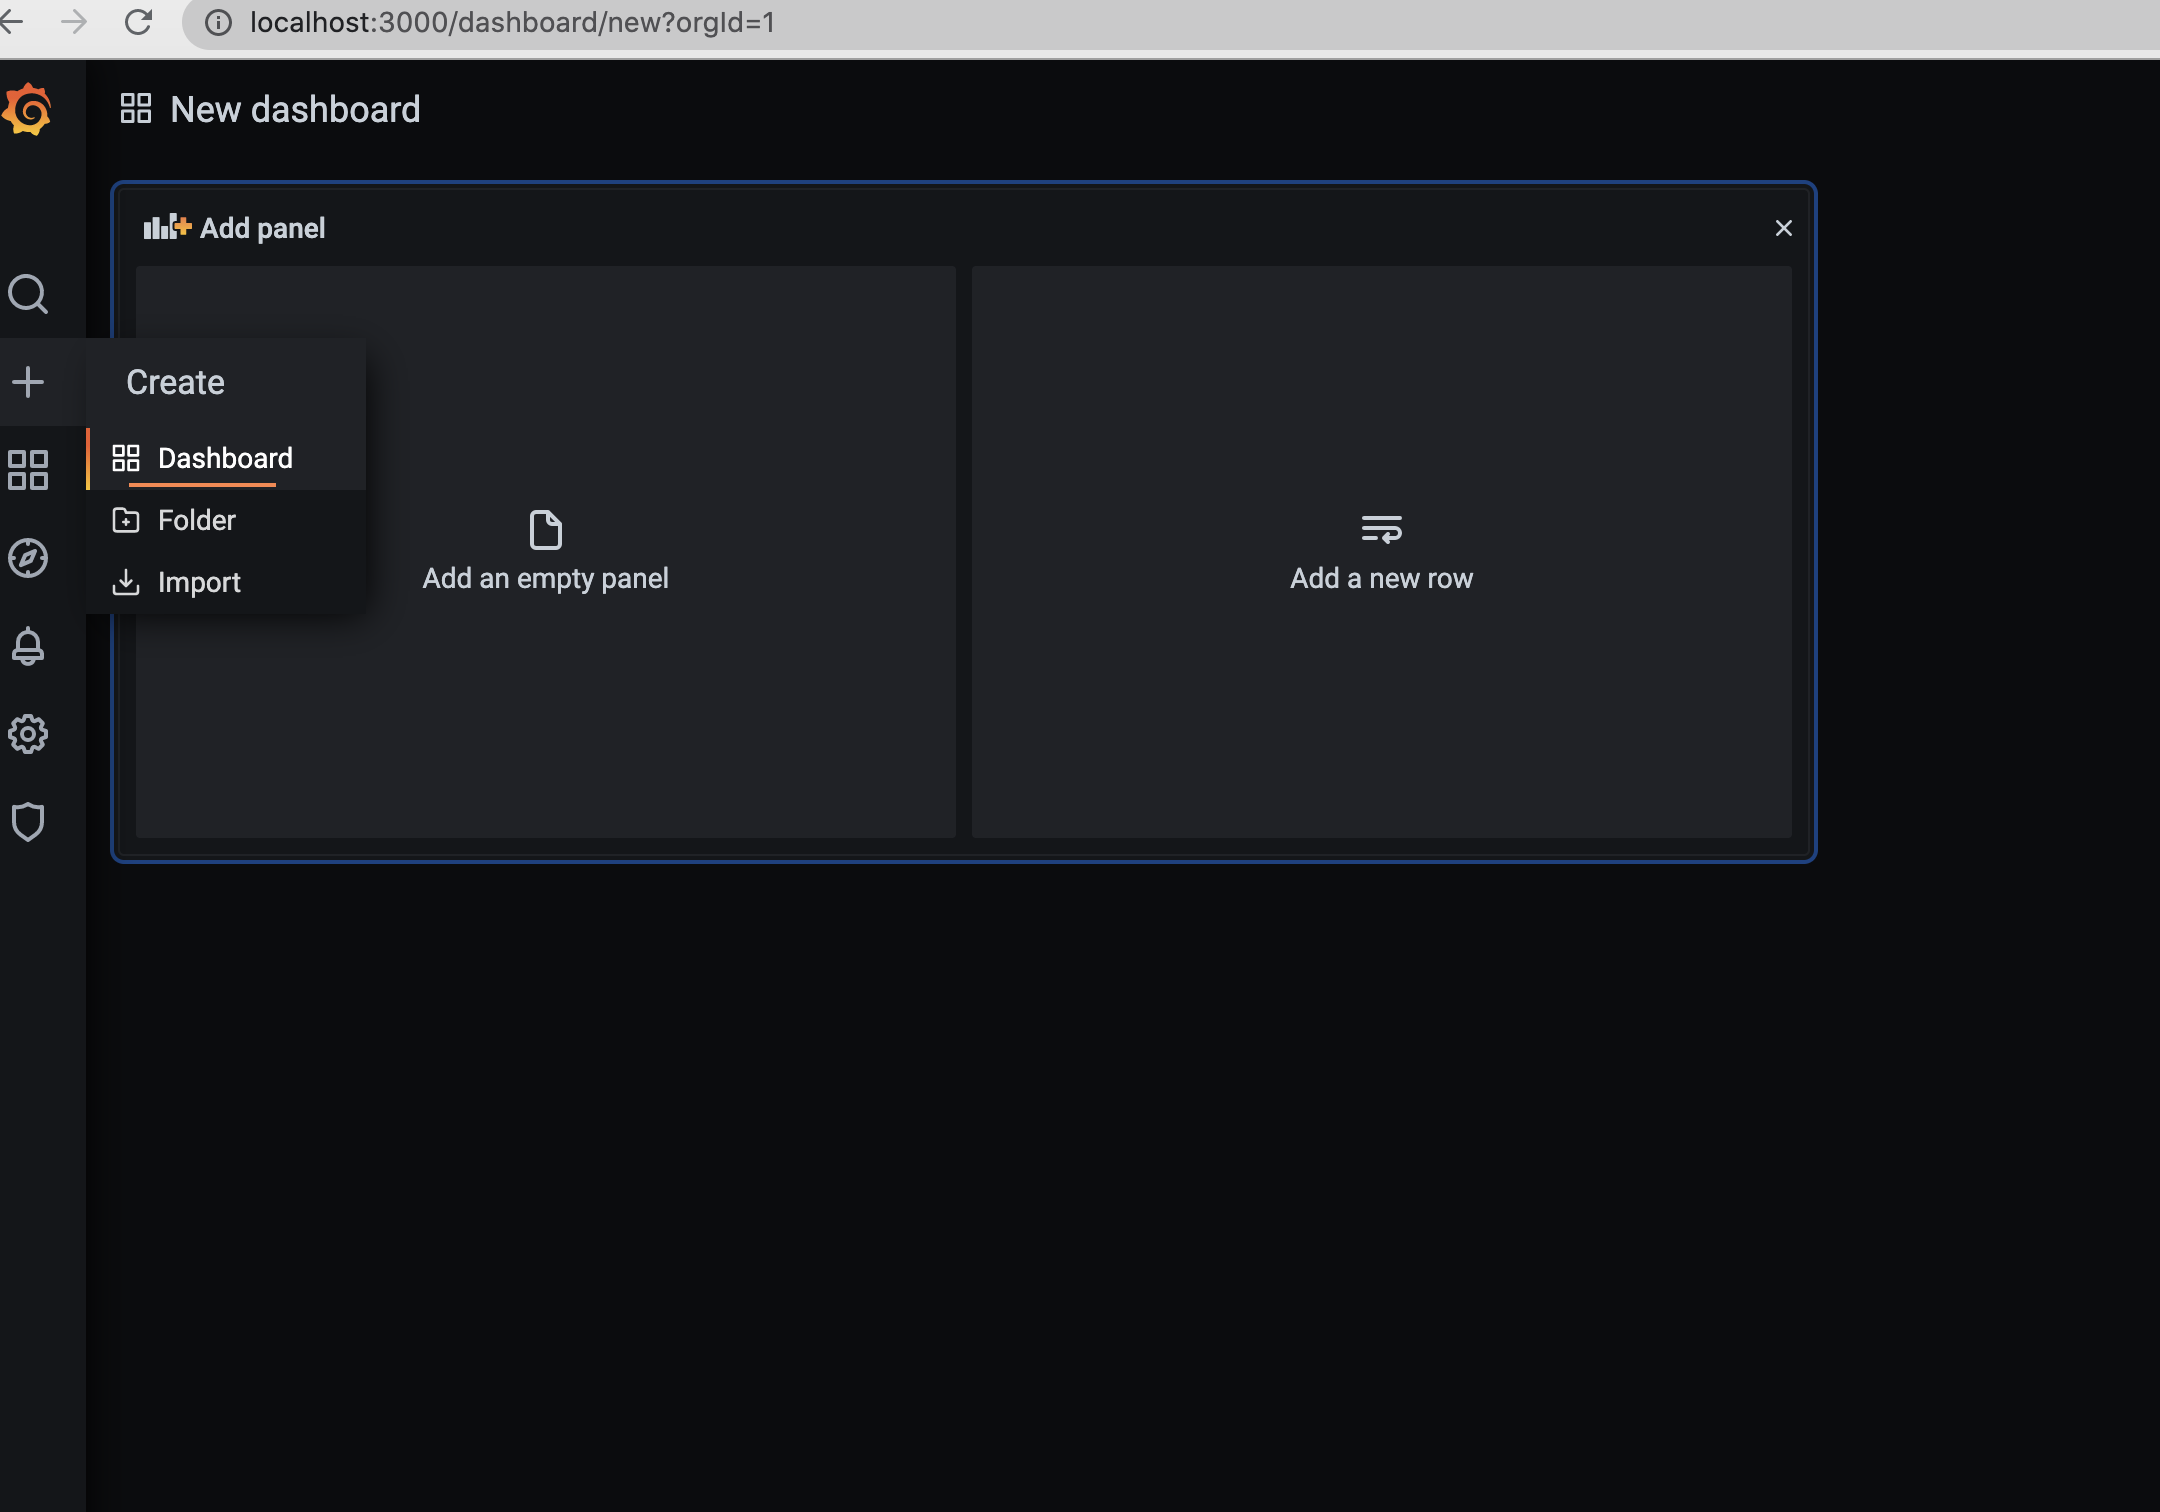 localhost:3000/dashboard/new?orgId=1
New dashboard
Add panel
Create
Dashboard
Folder
Import
Add an empty panel
Add a new row